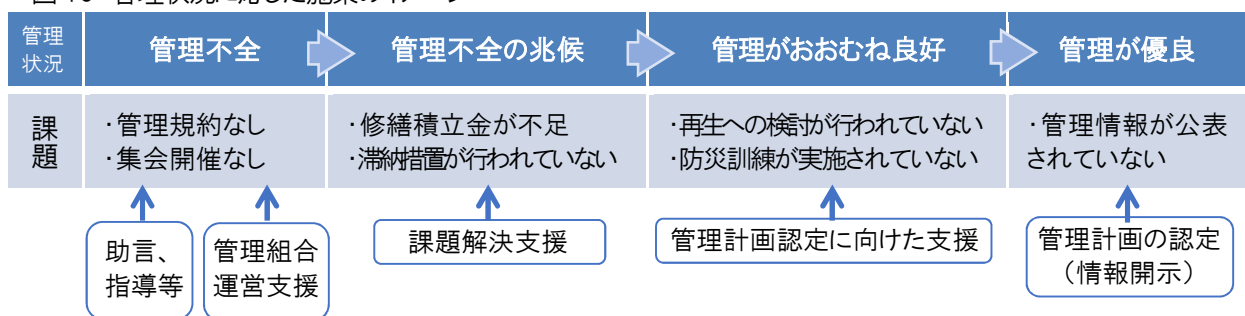 管理
状況
管理不全
管理不全の兆候
管理がおおむね良好
管理が優良
課題
・管理規約なし
・集会開催なし
・修繕積立金が不足
・滞納措置が行われていない
・再生への検討が行われていない
・防災訓練が実施されていない
・管理情報が公表
されていない
助言、
指導等
管理組合
運営支援
課題解決支援
管理計画認定に向けた支援
管理計画の認定
（情報開示）